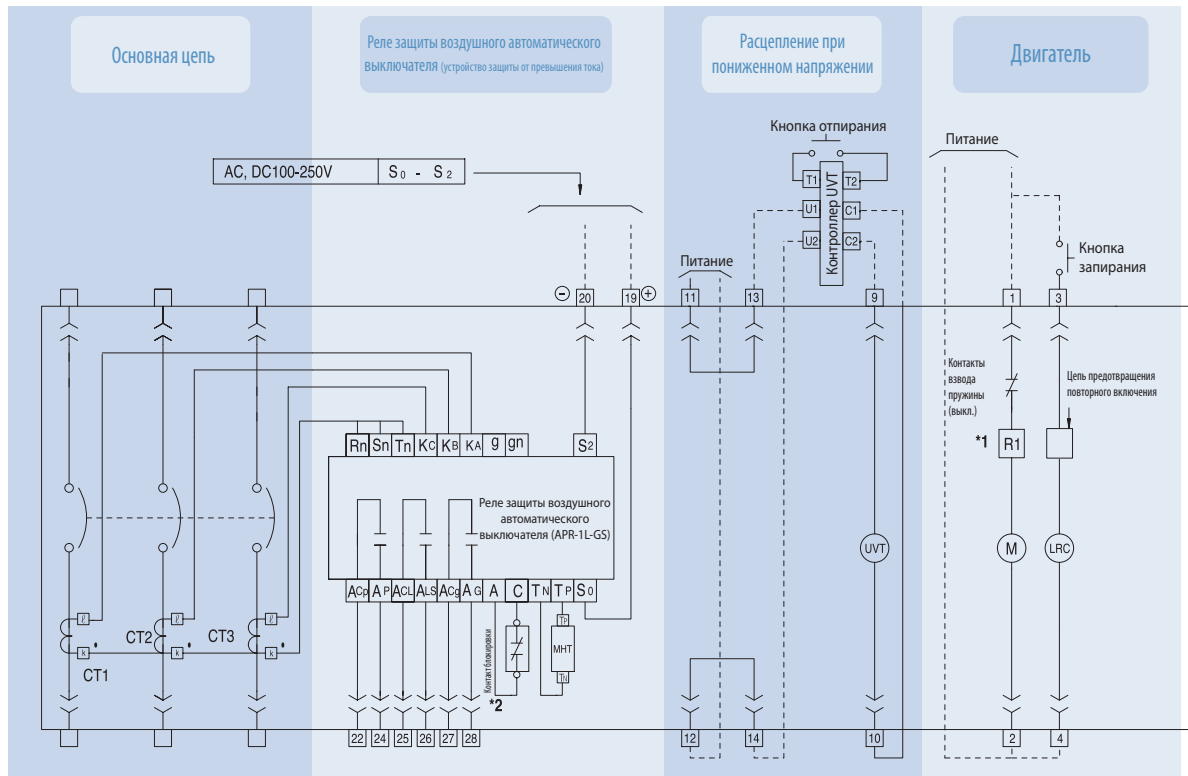 Основная цепь
Реле защиты воздушного автоматического
выключателя (устройство защиты от превышения тока)
Расцепление при
пониженном напряжении
Двигатель
Кнопка отпирания
Питание
AC, DC100-250V S0 - S2
T1 T2
U1 C1
U2 C2
Контроллер UVT
Кнопка
запирания
Питание
20 19 11 13 9 1 3
Контакты
взвода
пружины
(выкл.)
Цепь предотвращения
повторного включения
*1 R1
Rn Sn Tn KC KB KA g gn S2
Реле защиты воздушного
автоматического
выключателя (APR-1L-GS)
UVT M LRC
ACp AP ACL ALS ACg AG A C TN TP S0
ℓ ℓ ℓ
k k k
CT1
CT2
CT3
Контакт блокировки
*2
TP
MHT
TN
22 24 25 26 27 28 12 14 10 2 4